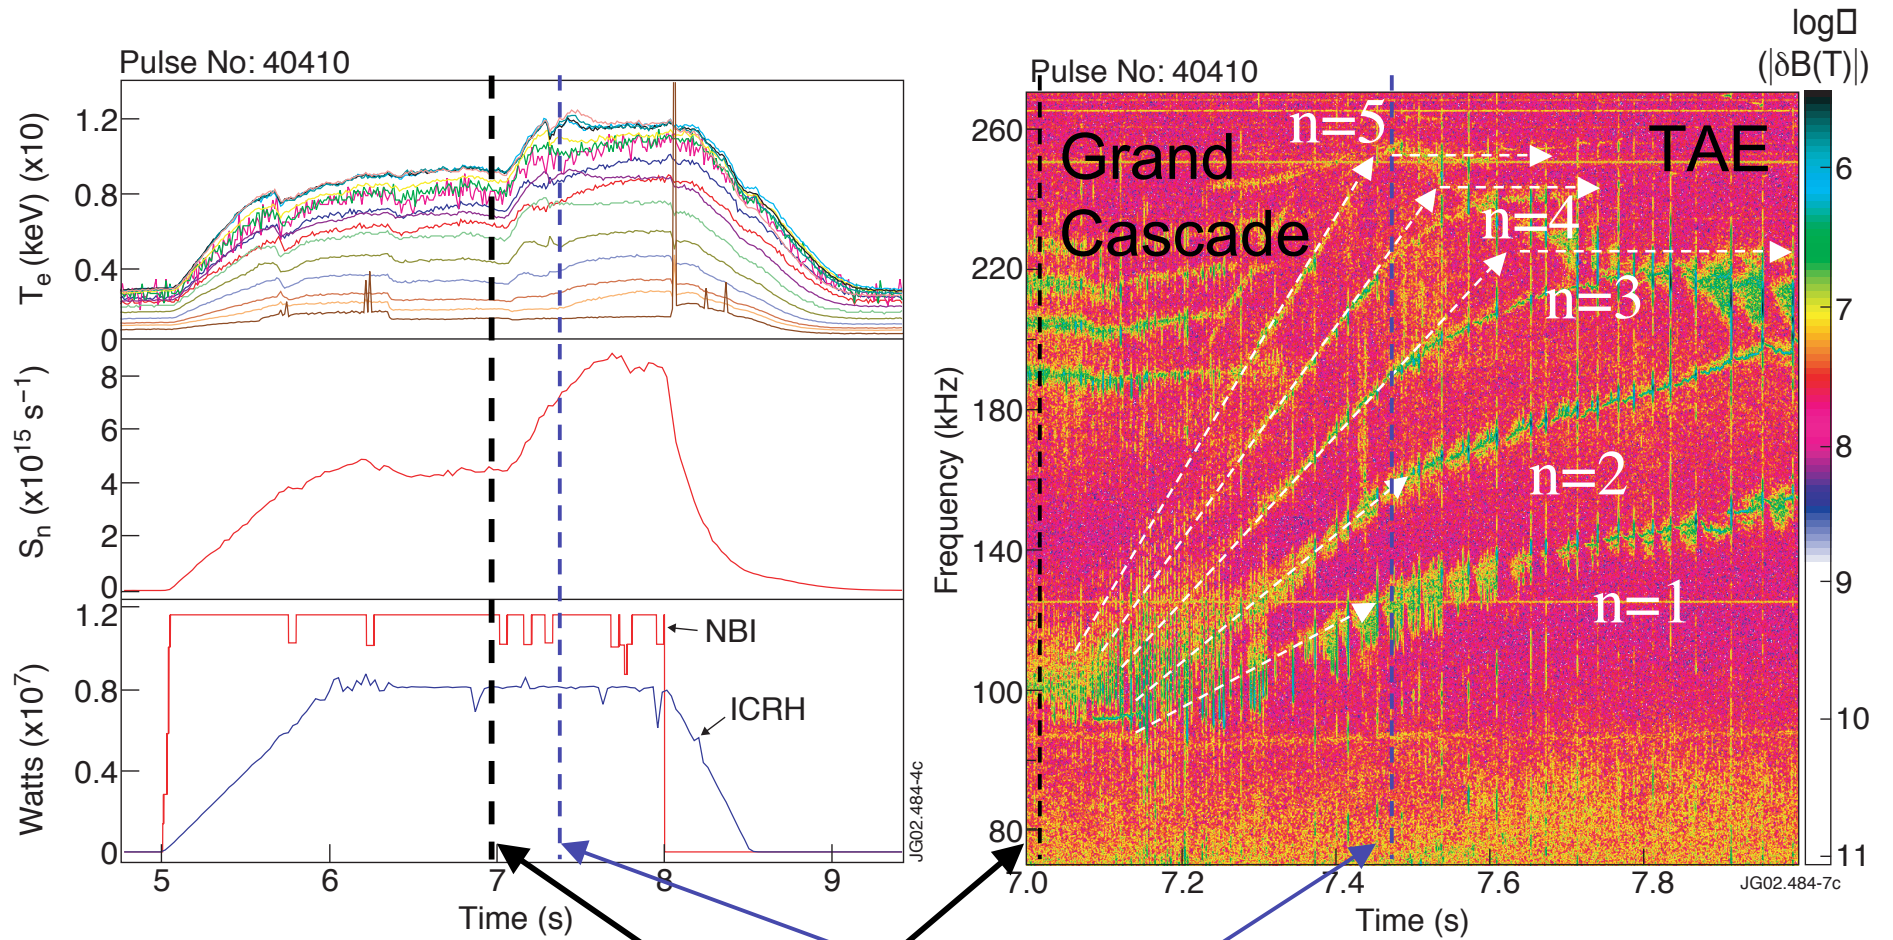 Pulse No: 40410
Te (keV) (x10)
1.2
0.8
0.4
0
Sn (x10^15 s^−1)
8
6
4
2
0
Watts (x10^7)
1.2
0.8
0.4
0
NBI
ICRH
5
6
7
8
9
Time (s)
JG02.484-4c
Pulse No: 40410
Frequency (kHz)
260
220
180
140
100
80
Grand
Cascade
TAE
n=5
n=4
n=3
n=2
n=1
7.0
7.2
7.4
7.6
7.8
Time (s)
JG02.484-7c
log□
(|δB(T)|)
6
7
8
9
10
11